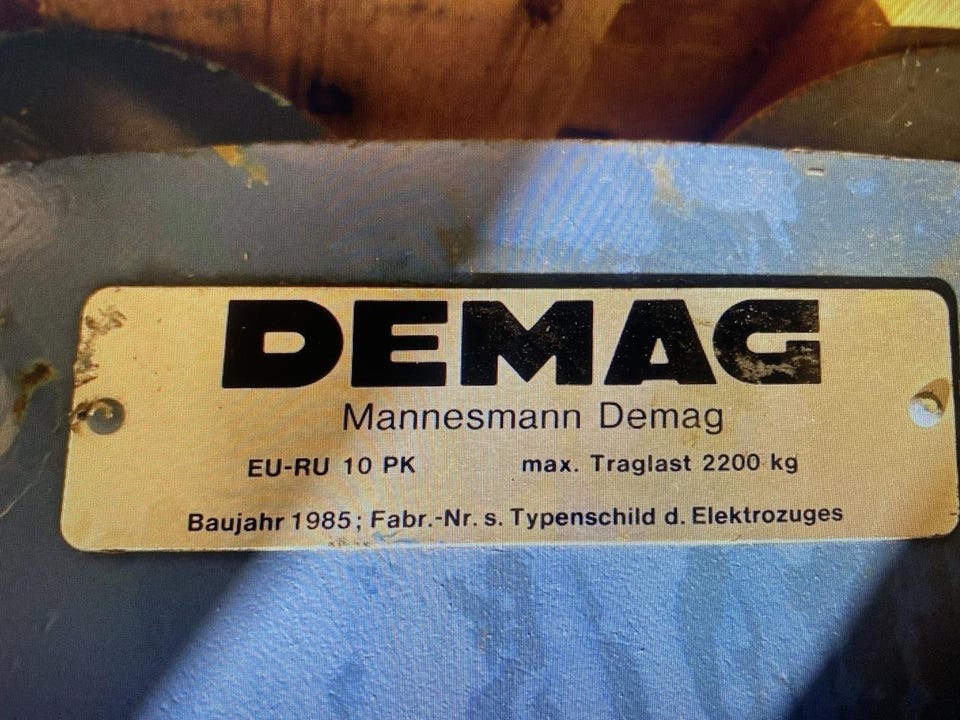 DEMAG
Mannesmann Demag
EU-RU 10 PK max. Traglast 2200 kg
Baujahr 1985; Fabr.-Nr. s. Typenschild d. Elektrozuges